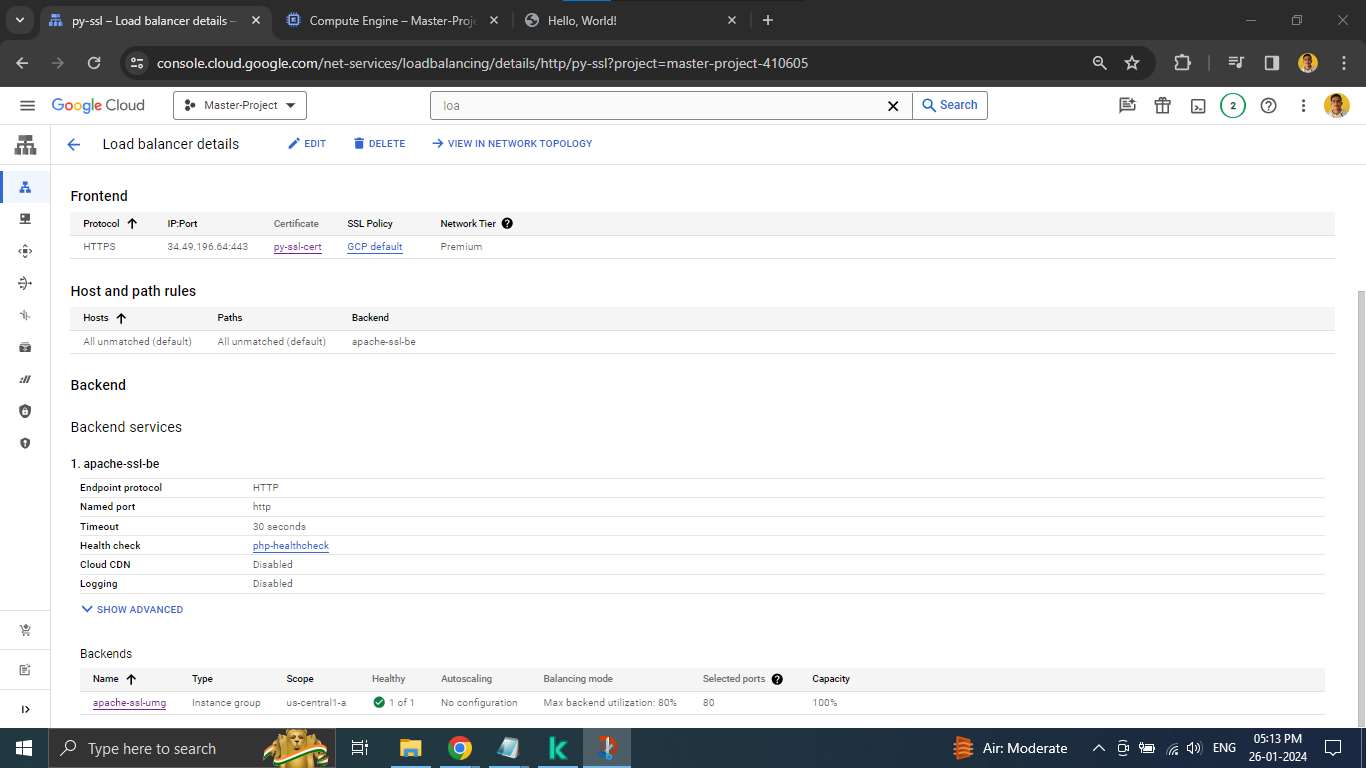 py-ssl – Load balancer details –
Compute Engine – Master-Proje
Hello, World!
console.cloud.google.com/net-services/loadbalancing/details/http/py-ssl?project=master-project-410605
Google Cloud
Master-Project
loa
Search
2
Load balancer details
EDIT
DELETE
VIEW IN NETWORK TOPOLOGY
Frontend
Protocol IP:Port Certificate SSL Policy Network Tier
HTTPS 34.49.196.64:443 py-ssl-cert GCP default Premium
Host and path rules
Hosts Paths Backend
All unmatched (default) All unmatched (default) apache-ssl-be
Backend
Backend services
1. apache-ssl-be
Endpoint protocol HTTP
Named port http
Timeout 30 seconds
Health check php-healthcheck
Cloud CDN Disabled
Logging Disabled
SHOW ADVANCED
Backends
Name Type Scope Healthy Autoscaling Balancing mode Selected ports Capacity
apache-ssl-umg Instance group us-central1-a 1 of 1 No configuration Max backend utilization: 80% 80 100%
Type here to search
Air: Moderate
ENG
05:13 PM
26-01-2024